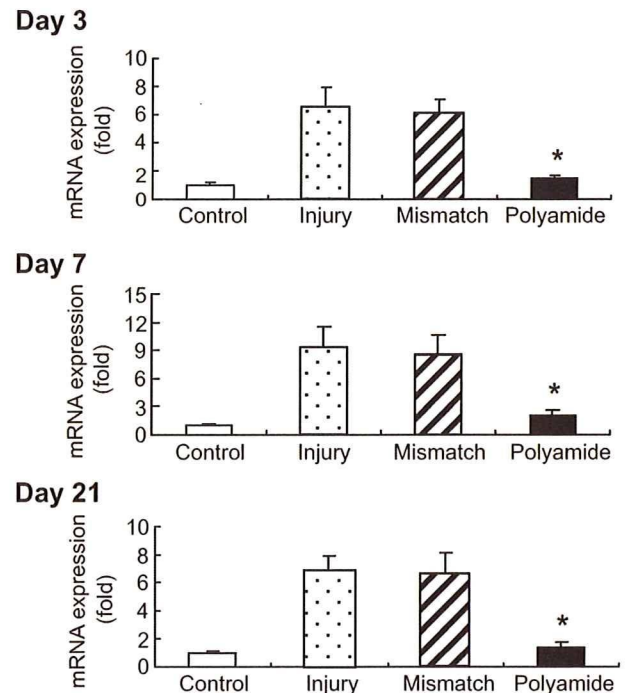 Day 3
mRNA expression
(fold)
10
8
6
4
2
0
*
Control Injury Mismatch Polyamide
Day 7
mRNA expression
(fold)
15
12
9
6
3
0
*
Control Injury Mismatch Polyamide
Day 21
mRNA expression
(fold)
10
8
6
4
2
0
*
Control Injury Mismatch Polyamide